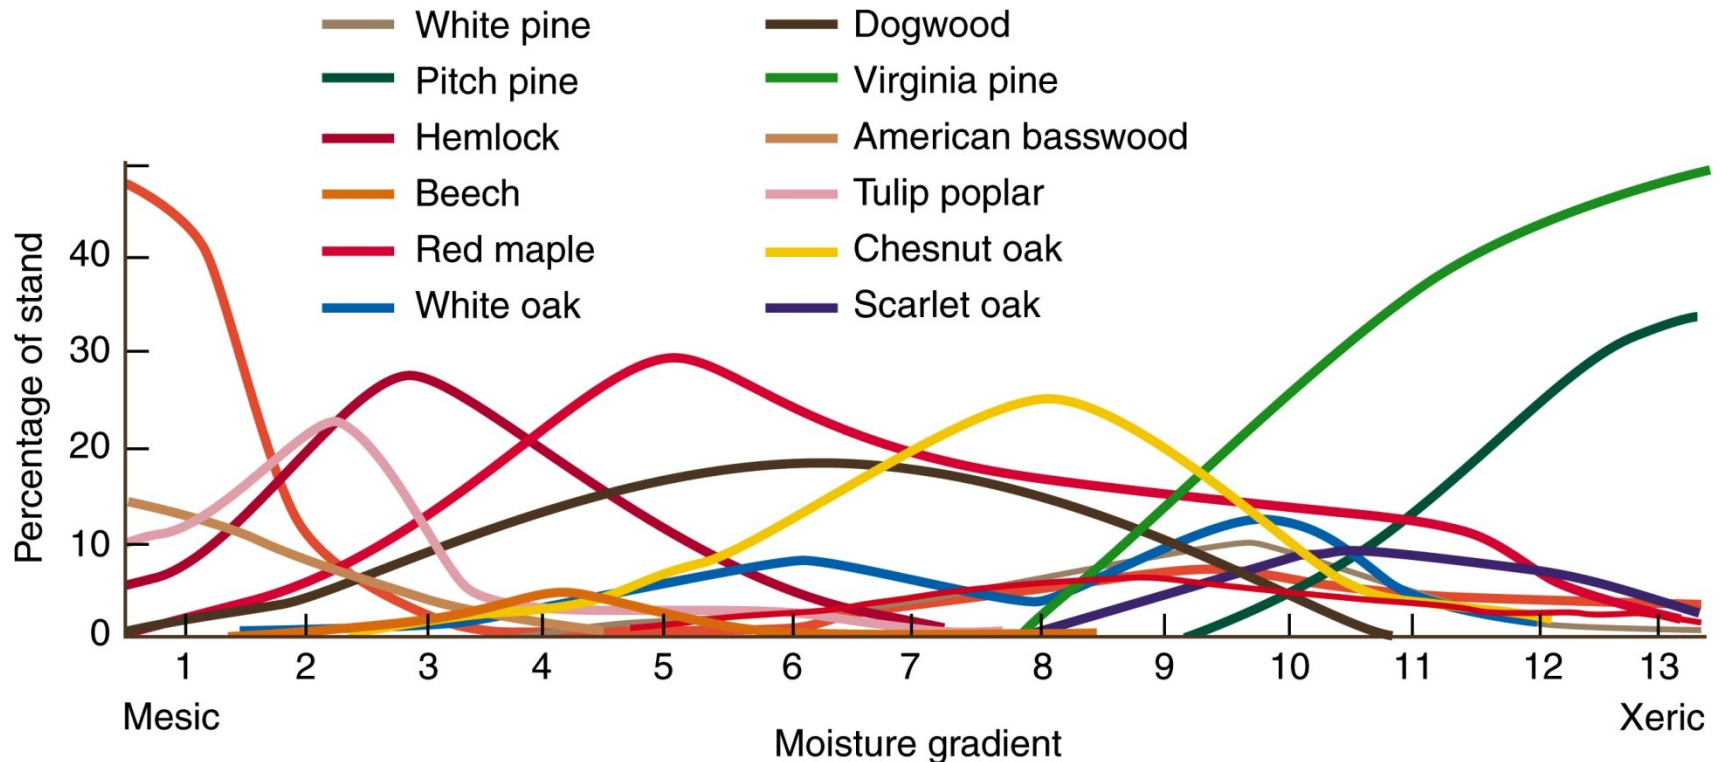 White pine
Pitch pine
Hemlock
Beech
Red maple
White oak
Dogwood
Virginia pine
American basswood
Tulip poplar
Chesnut oak
Scarlet oak
Percentage of stand
40
30
20
10
0
1 2 3 4 5 6 7 8 9 10 11 12 13
Mesic Xeric
Moisture gradient